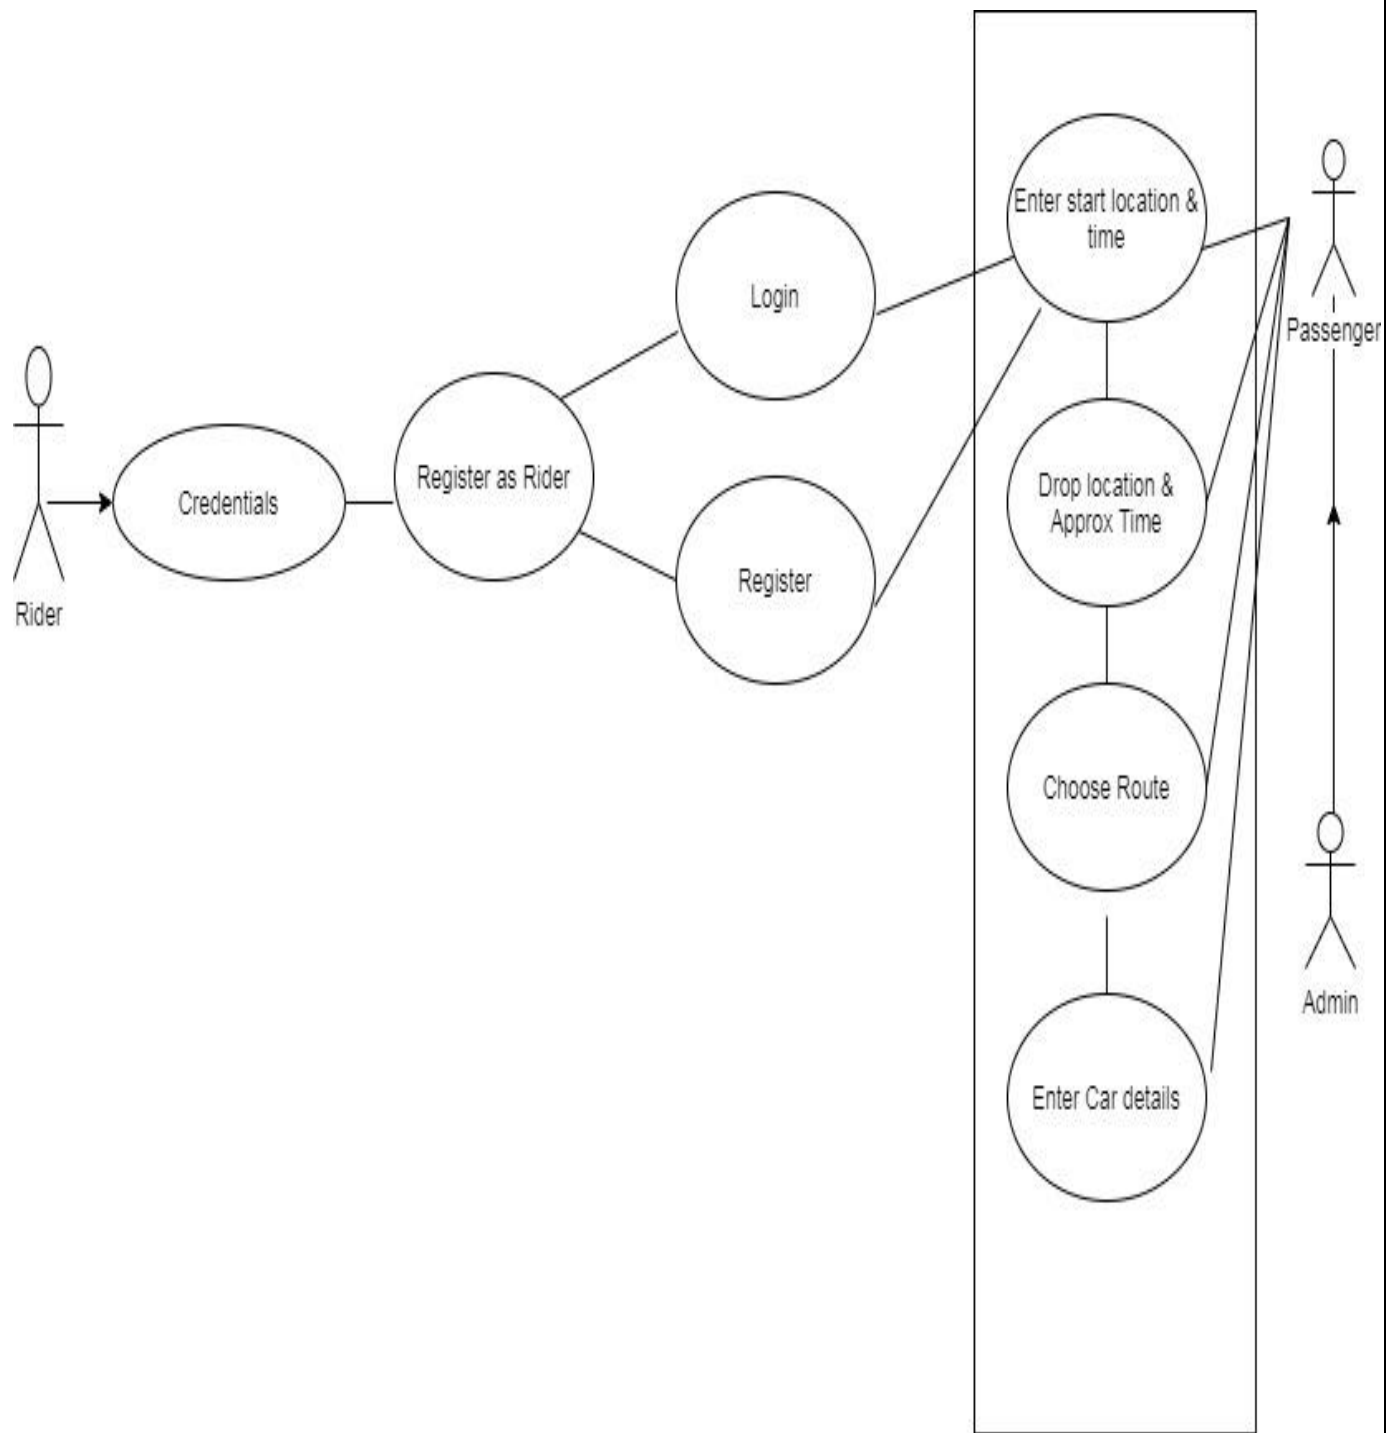 Enter start location &
time
Login
Passenger
Register as Rider
Credentials
Drop location &
Approx Time
Register
Rider
Choose Route
Admin
Enter Car details